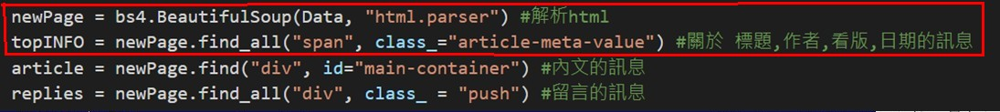 newPage = bs4.BeautifulSoup(Data, "html.parser") #解析html
topINFO = newPage.find_all("span", class_="article-meta-value") #關於 標題,作者,看版,日期的訊息
article = newPage.find("div", id="main-container") #內文的訊息
replies = newPage.find_all("div", class_ = "push") #留言的訊息